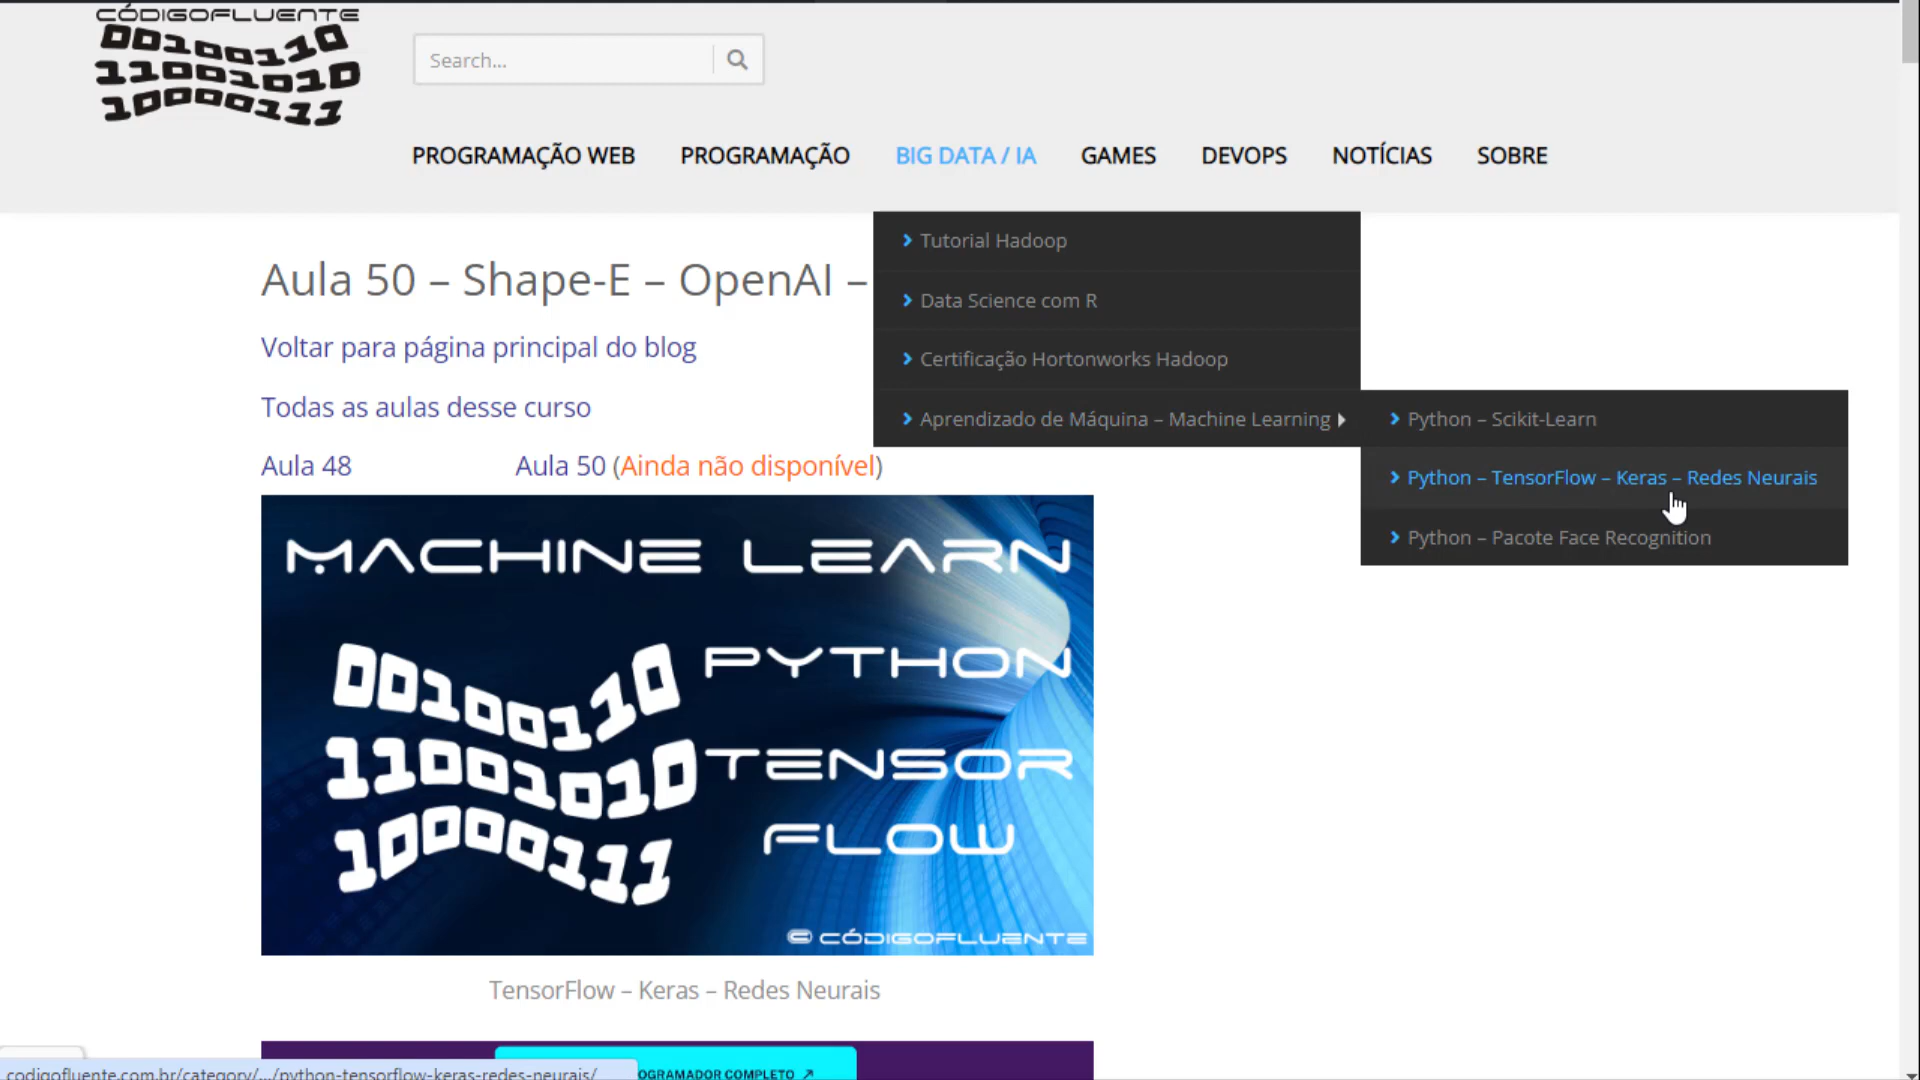 CÓDIGOFLUENTE
00100110
11001010
10000111
Search...
PROGRAMAÇÃO WEB
PROGRAMAÇÃO
BIG DATA / IA
GAMES
DEVOPS
NOTÍCIAS
SOBRE
Tutorial Hadoop
Data Science com R
Certificação Hortonworks Hadoop
Aprendizado de Máquina – Machine Learning
Python – Scikit-Learn
Python – TensorFlow – Keras – Redes Neurais
Python – Pacote Face Recognition
Aula 50 – Shape-E – OpenAI –
Voltar para página principal do blog
Todas as aulas desse curso
Aula 48 Aula 50 (Ainda não disponível)
MACHINE LEARN
PYTHON
TENSOR
FLOW
00100110
11001010
10000111
© CÓDIGOFLUENTE
TensorFlow – Keras – Redes Neurais
OGRAMADOR COMPLETO
codigofluente.com.br/category/.../python-tensorflow-keras-redes-neurais/